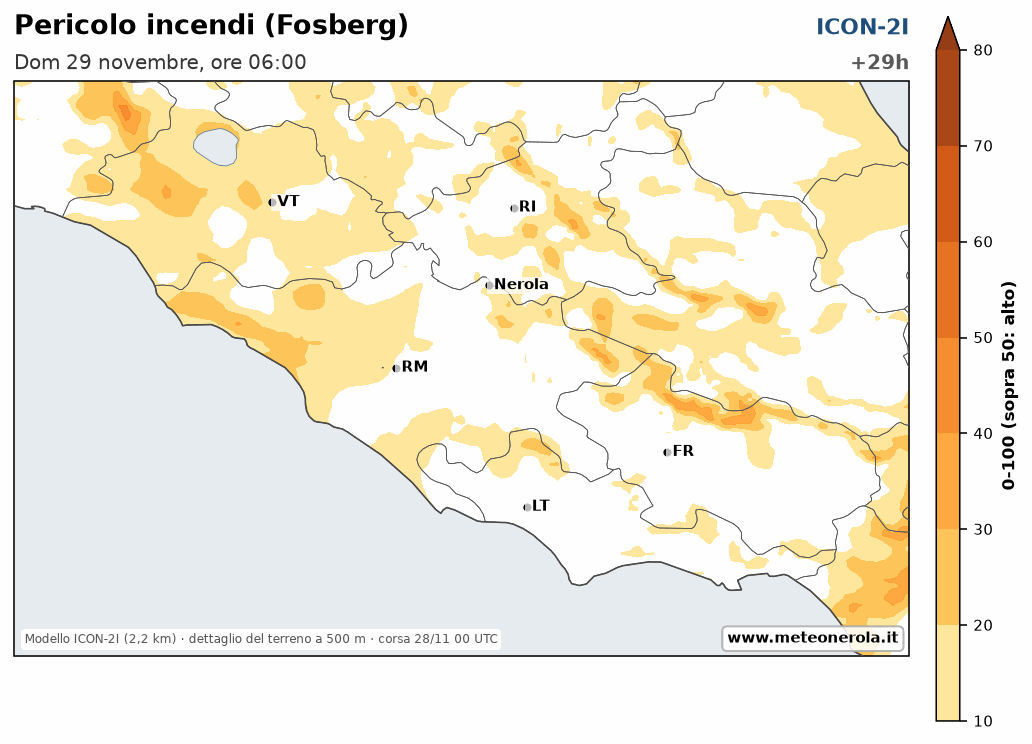 Pericolo incendi (Fosberg)
ICON-2I
Dom 29 novembre, ore 06:00
+29h
VT
RI
Nerola
RM
FR
LT
Modello ICON-2I (2,2 km) · dettaglio del terreno a 500 m · corsa 28/11 00 UTC
www.meteonerola.it
80
70
60
50
40
30
20
10
0-100 (sopra 50: alto)